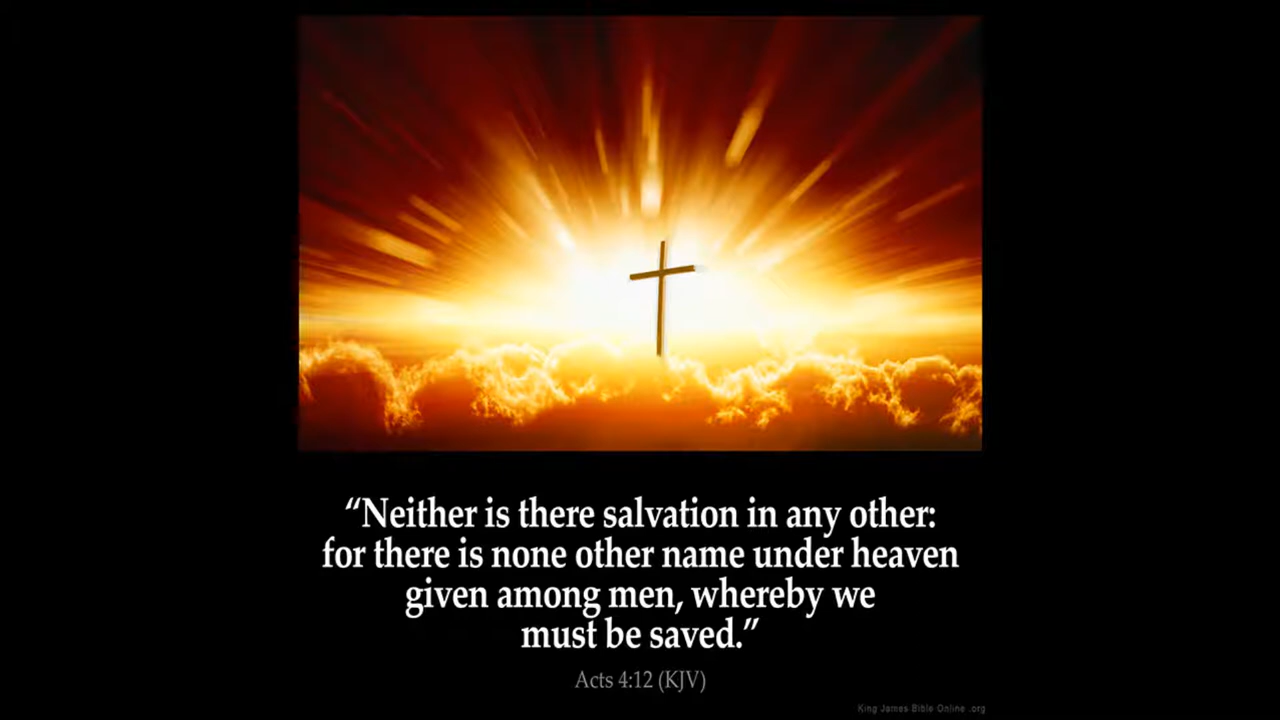 “Neither is there salvation in any other:
for there is none other name under heaven
given among men, whereby we
must be saved.”
Acts 4:12 (KJV)
King James Bible Online .org